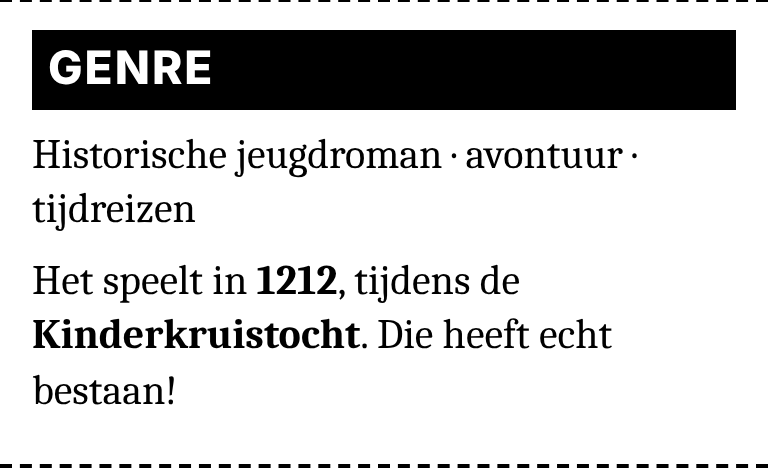 GENRE
Historische jeugdroman · avontuur ·
tijdreizen
Het speelt in 1212, tijdens de
Kinderkruistocht. Die heeft echt
bestaan!